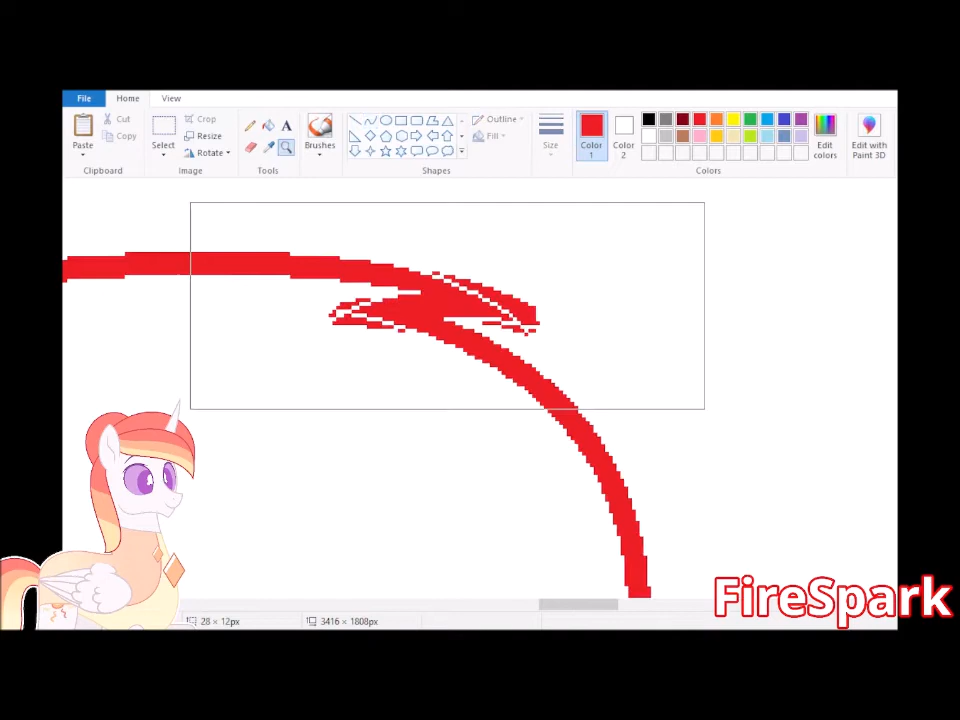 File Home View
Paste
Cut
Copy
Clipboard
Select
Crop
Resize
Rotate
Image
A
Tools
Brushes
Outline
Fill
Shapes
Size
Color 1
Color 2
Edit colors
Colors
Edit with Paint 3D
FireSpark
28 × 12px 3416 × 1808px